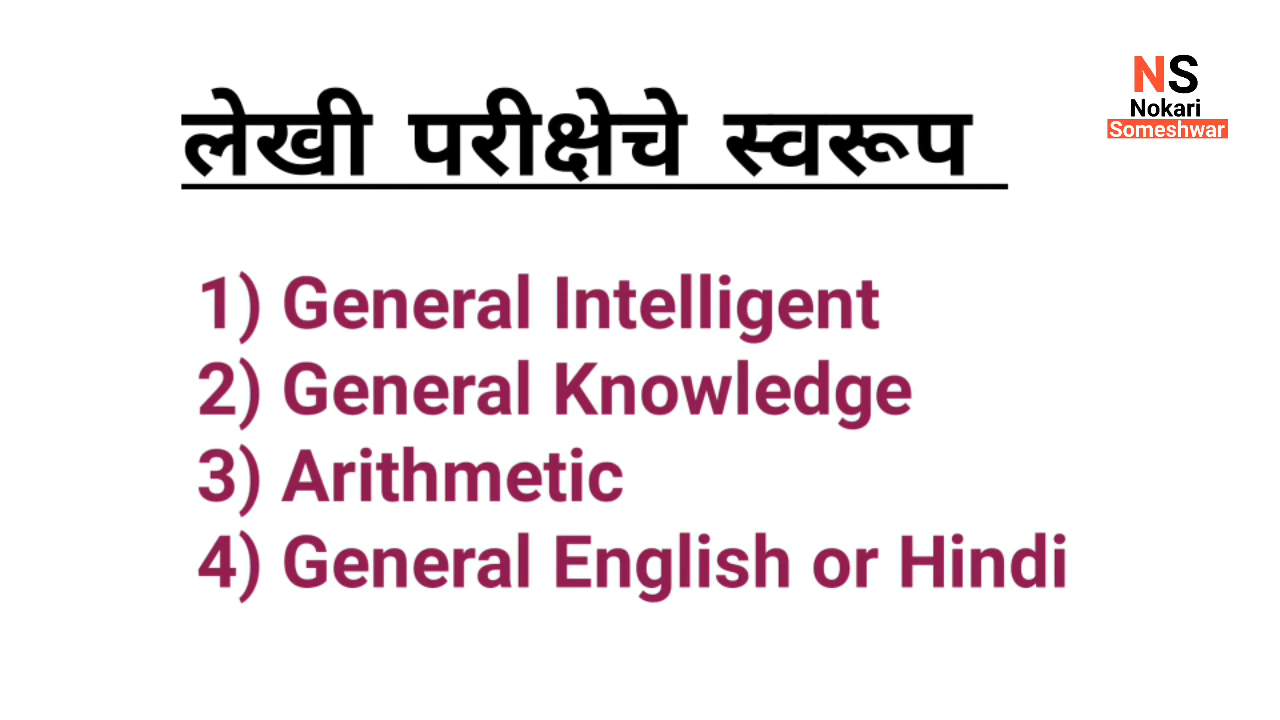 लेखी परीक्षेचे स्वरूप
NS
Nokari
Someshwar
1) General Intelligent
2) General Knowledge
3) Arithmetic
4) General English or Hindi